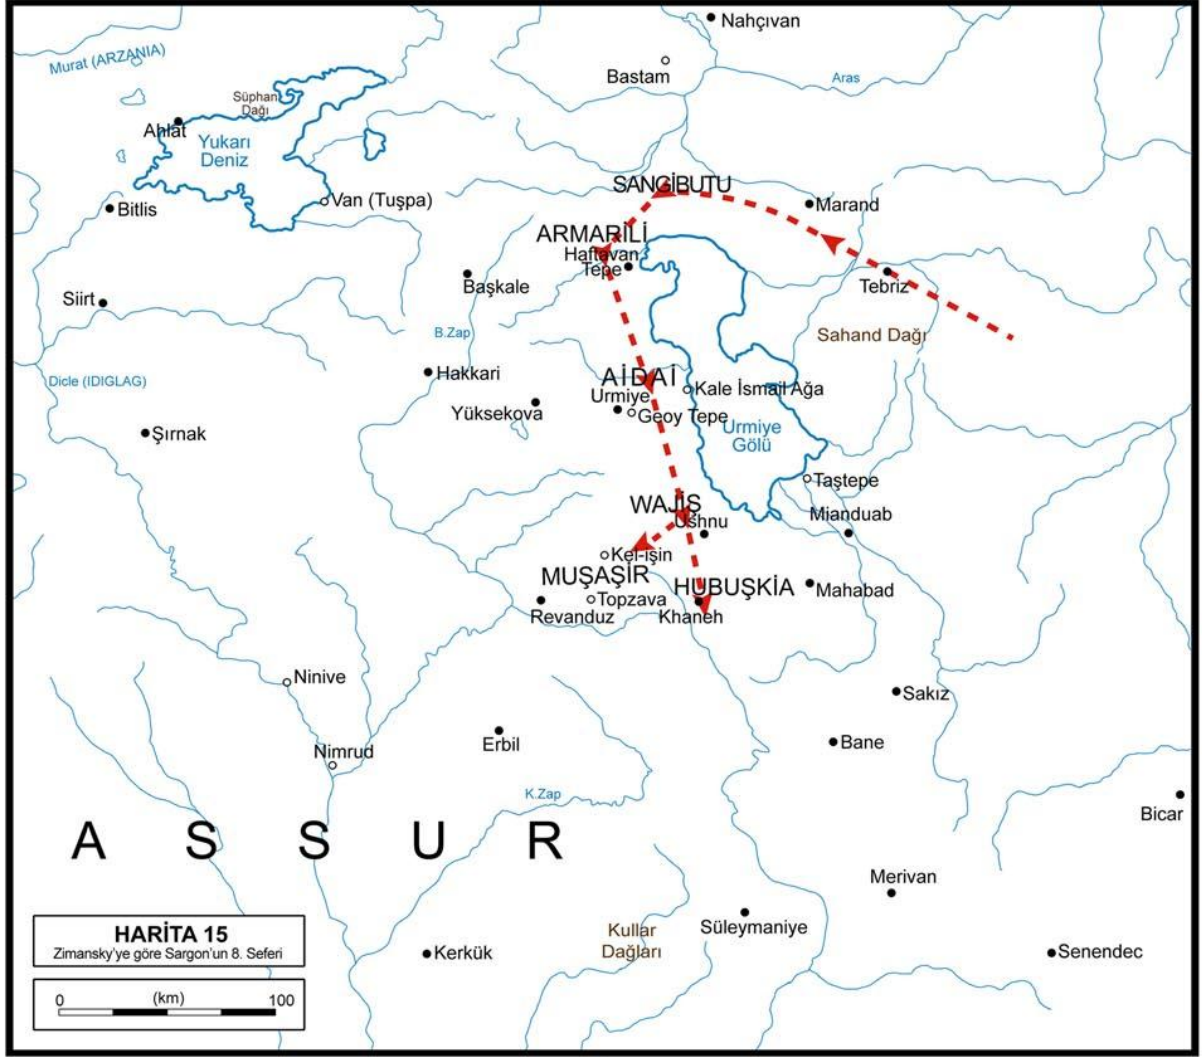 Nahçıvan
Murat (ARZANIA)
Bastam
Aras
Süphan
Dağı
Ahlat
Yukarı
Deniz
SANGİBUTU
Van (Tuşpa)
Marand
Bitlis
ARMARİLİ
Haftavan
Tepe
Başkale
Tebriz
Siirt
B.Zap
Sahand Dağı
Dicle (IDIGLAG)
Hakkari
AİDAİ
Kale İsmail Ağa
Urmiye
Yüksekova
Geoy Tepe
Urmiye
Gölü
Şırnak
Taştepe
WAJİŞ
Ushnu
Mianduab
Kel-işin
MUŞAŞİR
HUBUŞKİA
Mahabad
Topzava
Revanduz
Khaneh
Ninive
Sakız
Erbil
Bane
Nimrud
K.Zap
Bicar
A S S U R
Merivan
HARİTA 15
Zimansky'ye göre Sargon'un 8. Seferi
Kullar
Dağları
Süleymaniye
Kerkük
Senendec
0 (km) 100